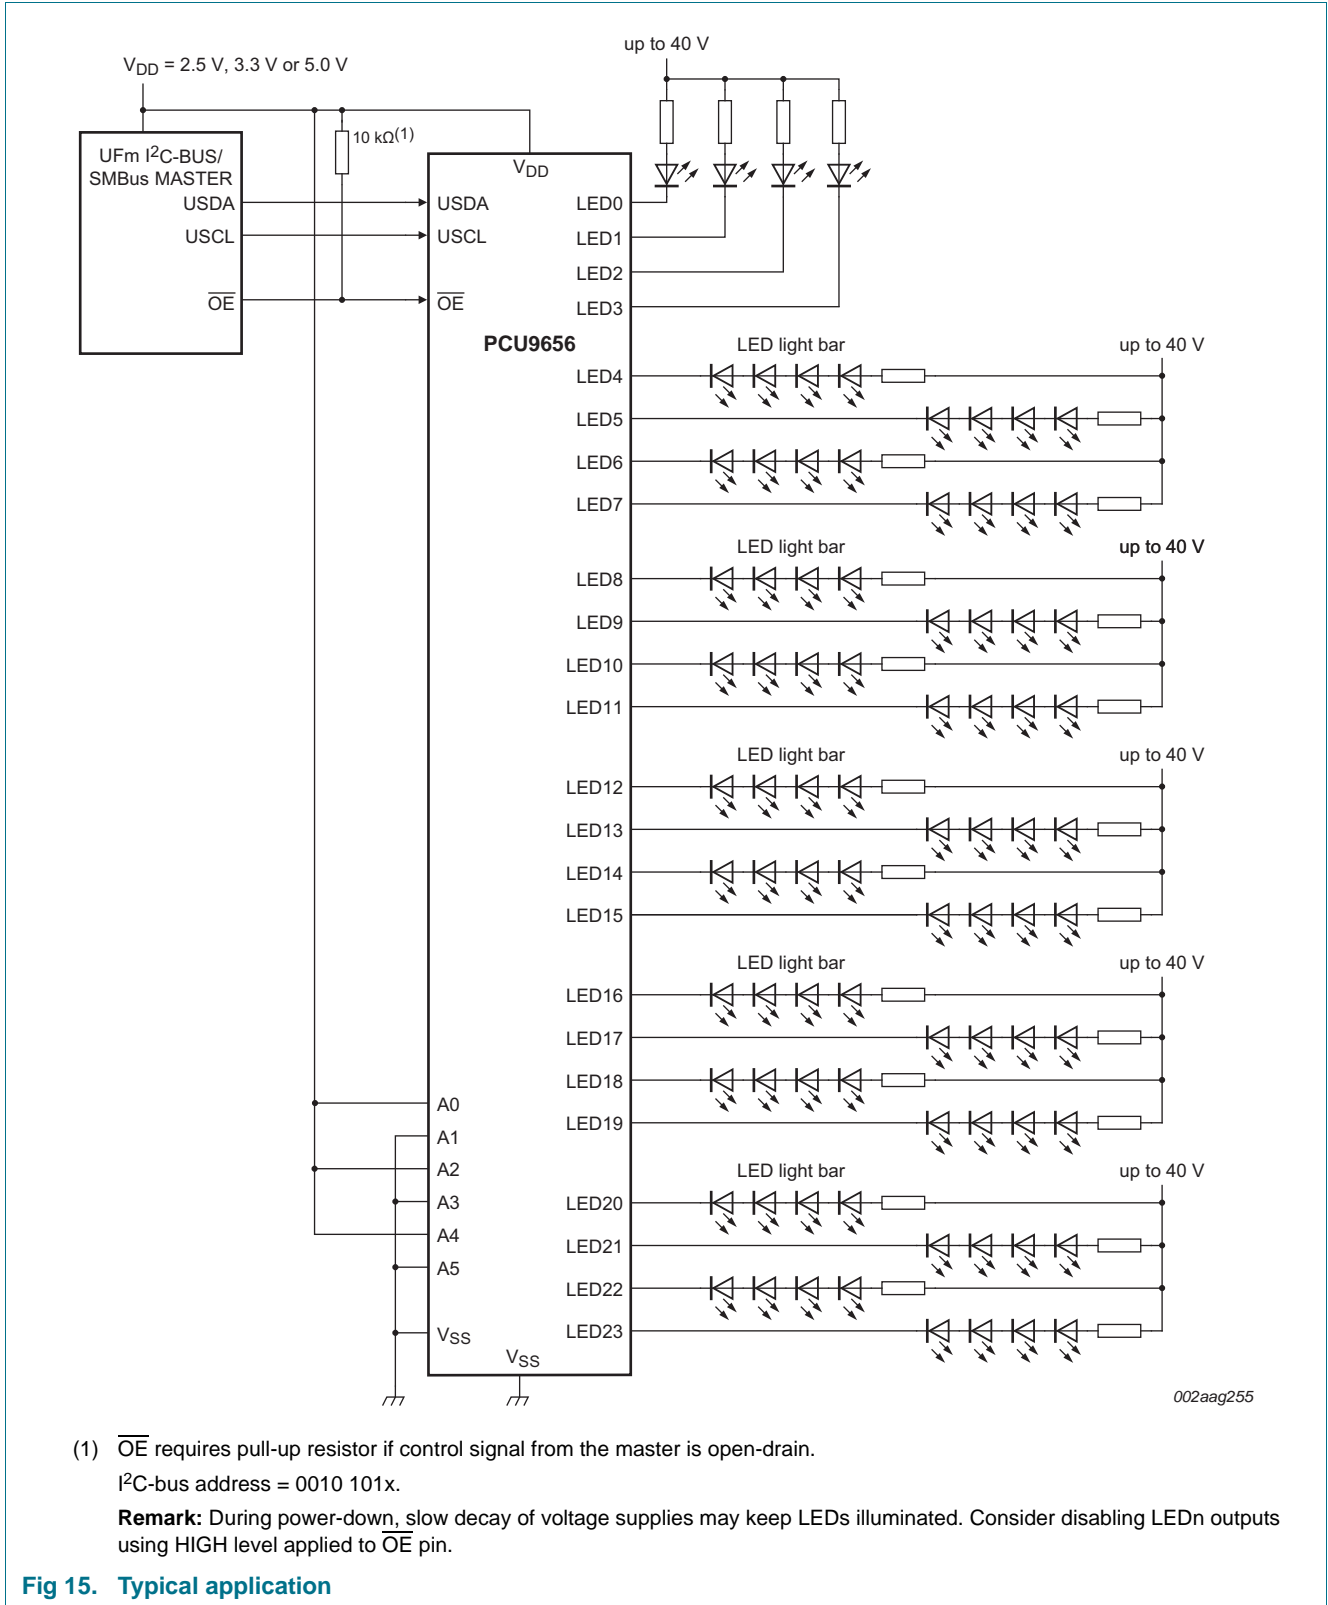 up to 40 V
VDD = 2.5 V, 3.3 V or 5.0 V
10 kΩ(1)
UFm I2C-BUS/
SMBus MASTER
USDA
USCL
OE
VDD
USDA
USCL
OE
PCU9656
LED0
LED1
LED2
LED3
LED light bar
up to 40 V
LED4
LED5
LED6
LED7
LED light bar
up to 40 V
LED8
LED9
LED10
LED11
LED light bar
up to 40 V
LED12
LED13
LED14
LED15
LED light bar
up to 40 V
LED16
LED17
LED18
LED19
LED light bar
up to 40 V
LED20
LED21
LED22
LED23
A0
A1
A2
A3
A4
A5
VSS
VSS
002aag255
(1) OE requires pull-up resistor if control signal from the master is open-drain.
I2C-bus address = 0010 101x.
Remark: During power-down, slow decay of voltage supplies may keep LEDs illuminated. Consider disabling LEDn outputs
using HIGH level applied to OE pin.
Fig 15. Typical application